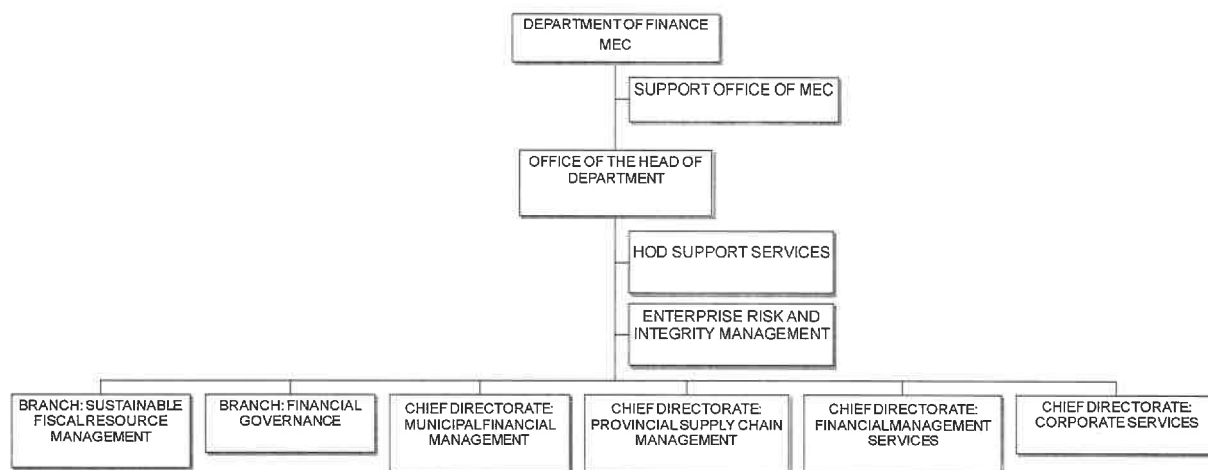 DEPARTMENT OF FINANCE
MEC
SUPPORT OFFICE OF MEC
OFFICE OF THE HEAD OF
DEPARTMENT
HOD SUPPORT SERVICES
ENTERPRISE RISK AND
INTEGRITY MANAGEMENT
BRANCH: SUSTAINABLE
FISCAL RESOURCE
MANAGEMENT
BRANCH: FINANCIAL
GOVERNANCE
CHIEF DIRECTORATE:
MUNICIPAL FINANCIAL
MANAGEMENT
CHIEF DIRECTORATE:
PROVINCIAL SUPPLY CHAIN
MANAGEMENT
CHIEF DIRECTORATE:
FINANCIAL MANAGEMENT
SERVICES
CHIEF DIRECTORATE:
CORPORATE SERVICES